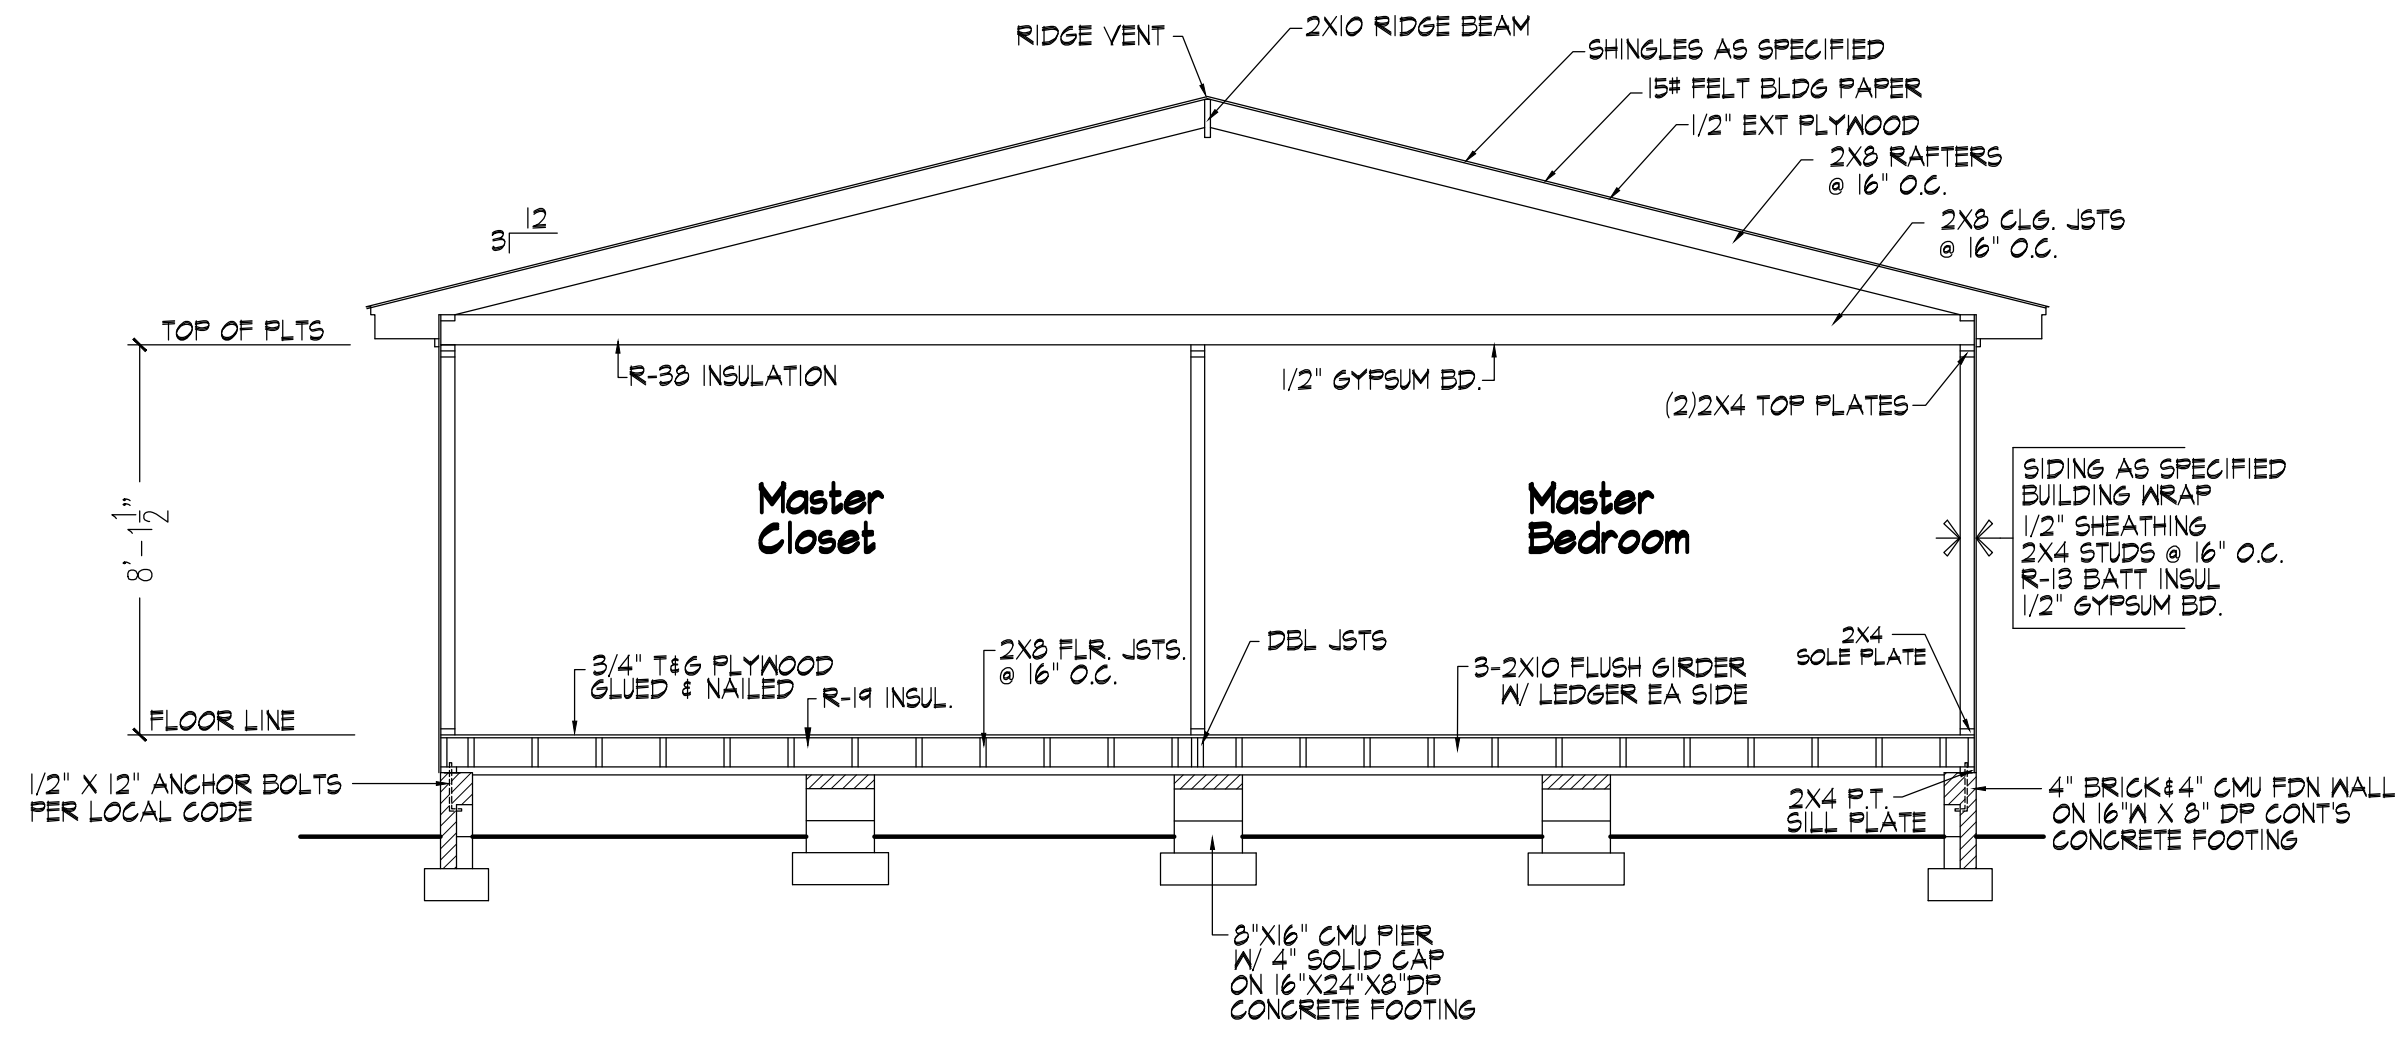 RIDGE VENT
2X10 RIDGE BEAM
SHINGLES AS SPECIFIED
15# FELT BLDG PAPER
1/2" EXT PLYWOOD
2X8 RAFTERS
@ 16" O.C.
2X8 CLG. JSTS
@ 16" O.C.
12
3
TOP OF PLTS
R-38 INSULATION
1/2" GYPSUM BD.
(2)2X4 TOP PLATES
8'-1 1/2"
Master
Closet
Master
Bedroom
SIDING AS SPECIFIED
BUILDING WRAP
1/2" SHEATHING
2X4 STUDS @ 16" O.C.
R-13 BATT INSUL
1/2" GYPSUM BD.
3/4" T&G PLYWOOD
GLUED & NAILED
R-19 INSUL.
2X8 FLR. JSTS.
@ 16" O.C.
DBL JSTS
3-2X10 FLUSH GIRDER
W/ LEDGER EA SIDE
2X4
SOLE PLATE
FLOOR LINE
1/2" X 12" ANCHOR BOLTS
PER LOCAL CODE
2X4 P.T.
SILL PLATE
4" BRICK&4" CMU FDN WALL
ON 16"W X 8" DP CONT'S
CONCRETE FOOTING
8"X16" CMU PIER
W/ 4" SOLID CAP
ON 16"X24"X8"DP
CONCRETE FOOTING